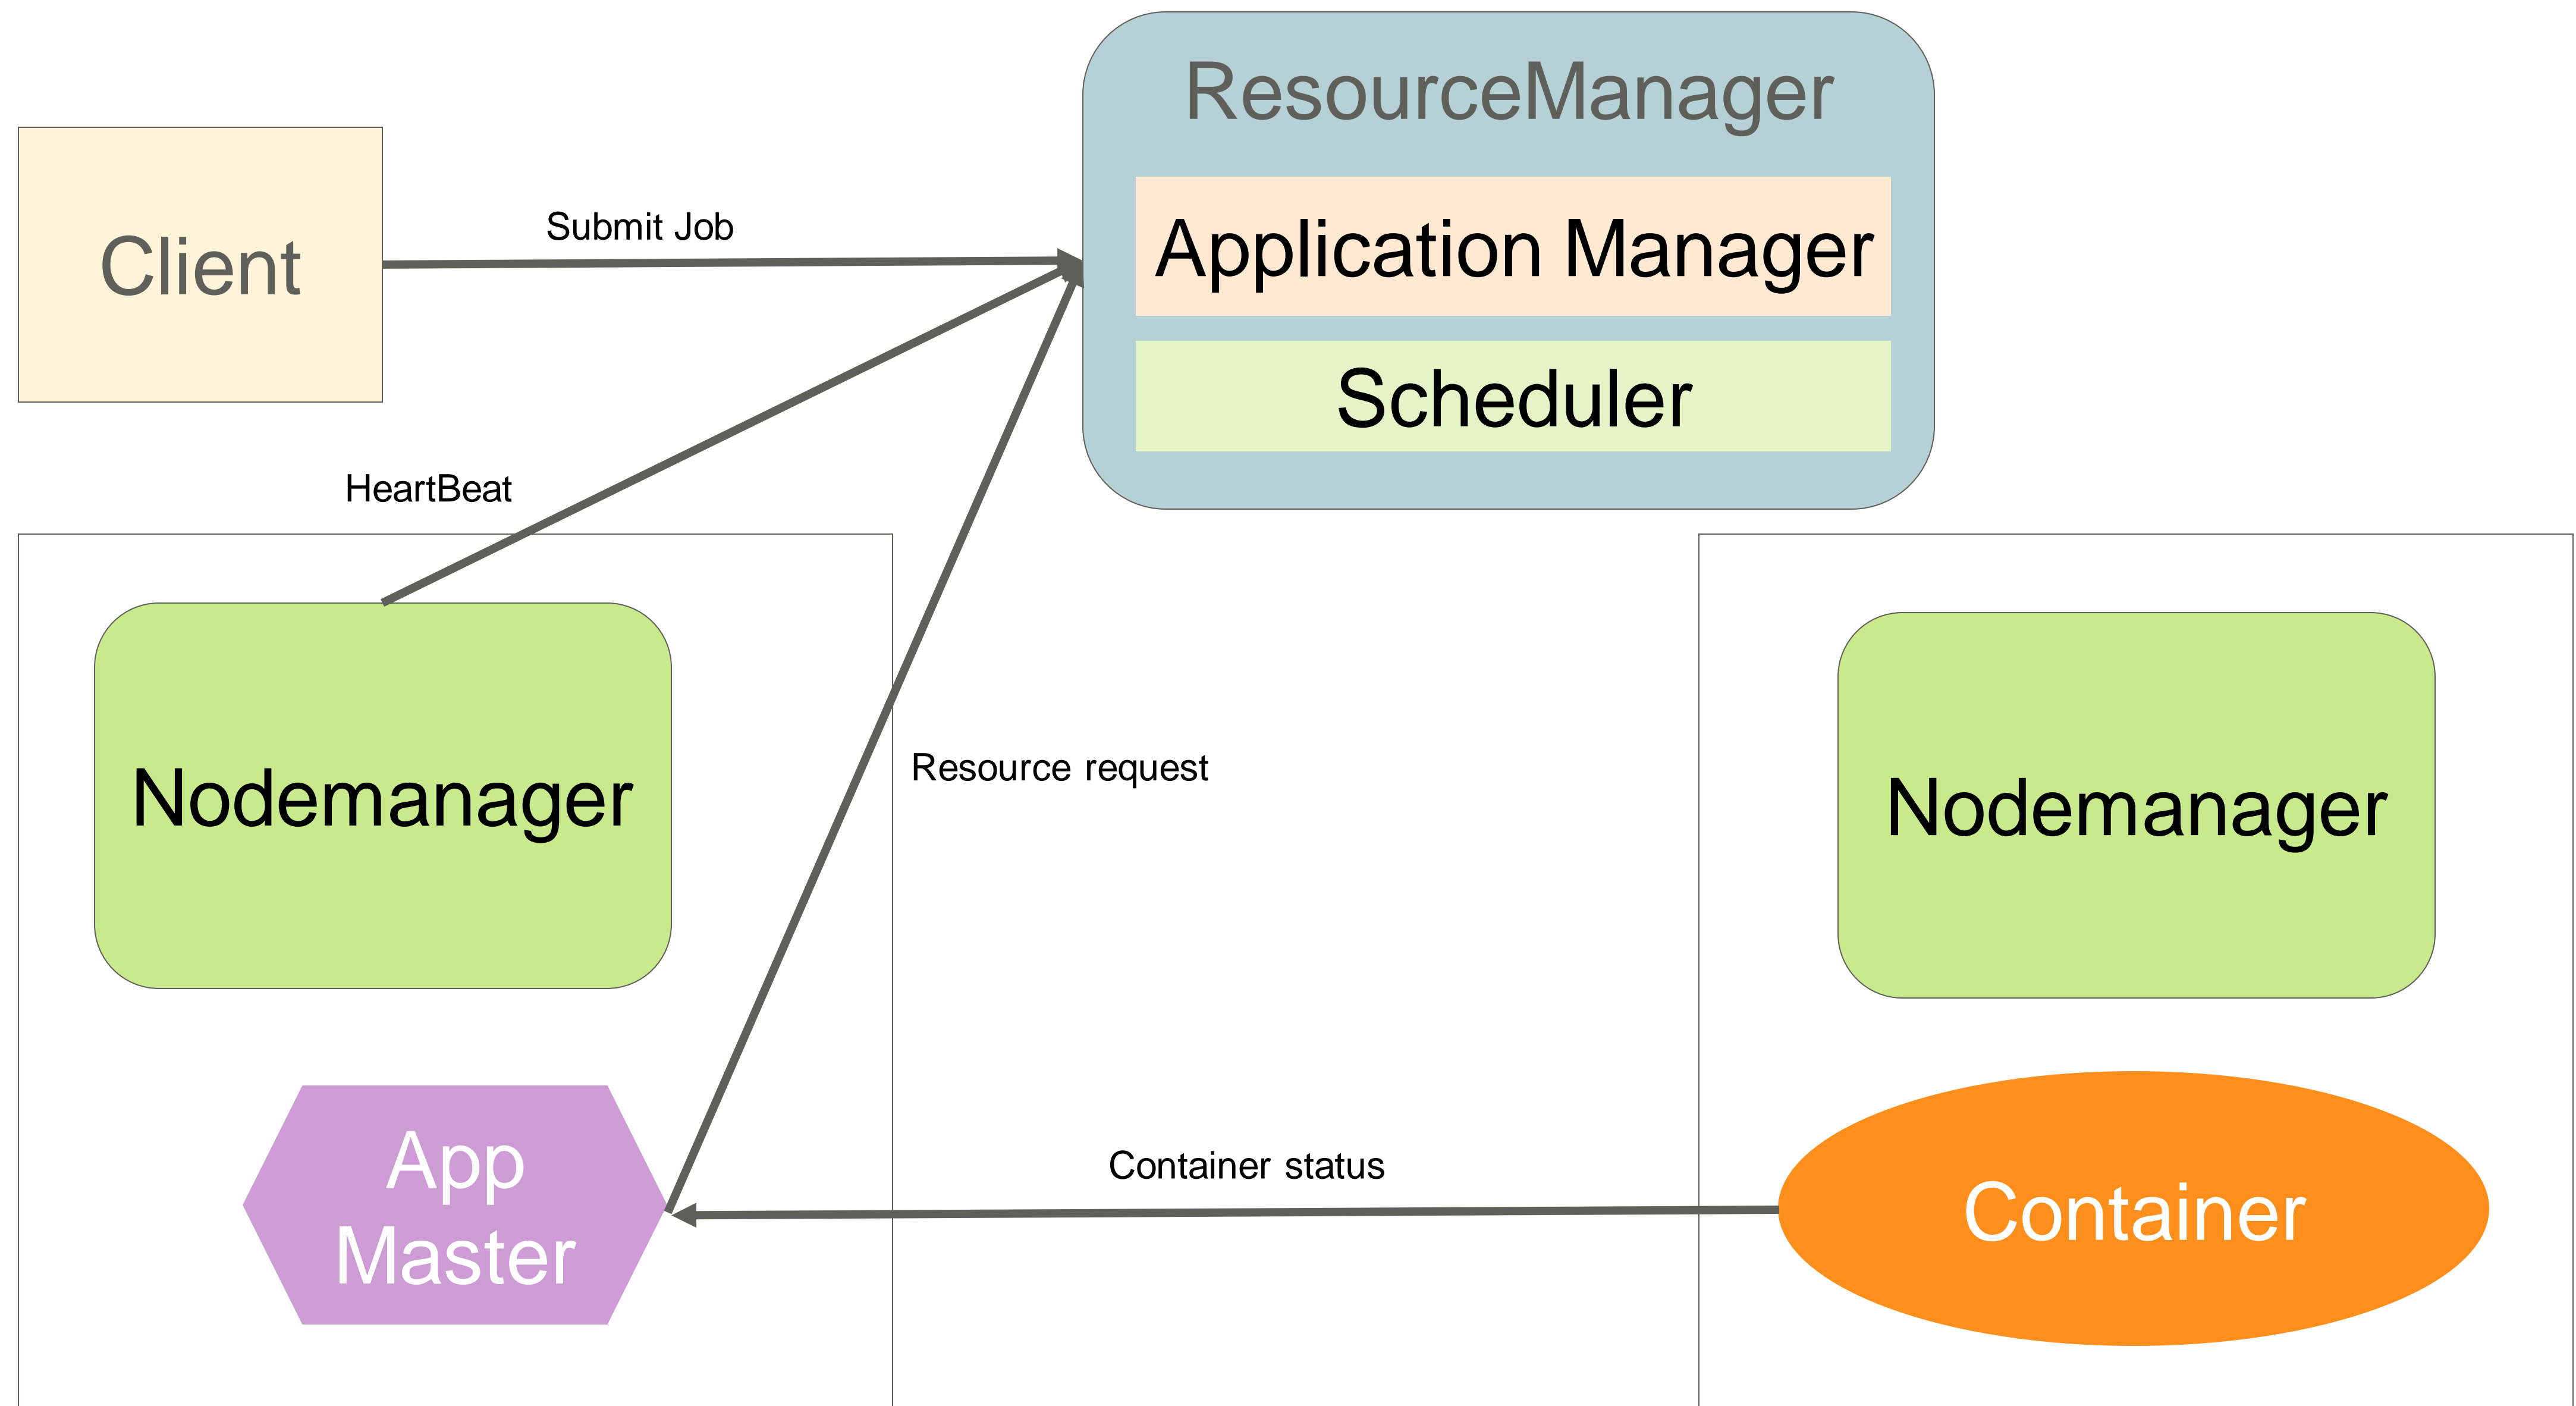 ResourceManager
Client
Submit Job
Application Manager
Scheduler
HeartBeat
Nodemanager
Resource request
Nodemanager
App
Master
Container status
Container